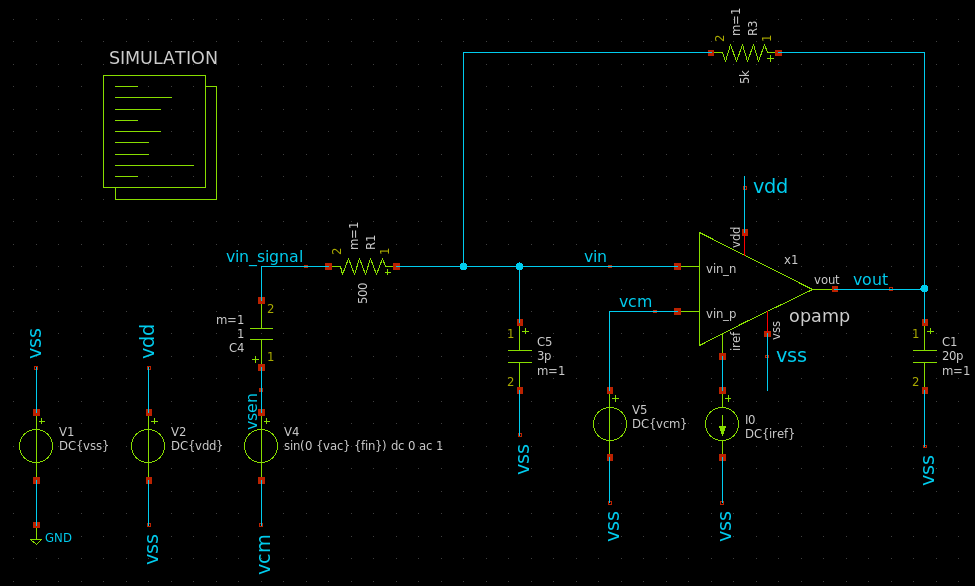 SIMULATION
2
m=1
R3
1
+
5k
vdd
vdd
x1
vin_signal
2
m=1
R1
1
+
500
vin
vin_n
vout
vout
vcm
vin_p
opamp
iref
vss
vss
2
m=1
1
C4
+
1
vsen
1
+
C5
3p
m=1
2
vss
1
+
C1
20p
m=1
2
vss
vss
+
V1
DC{vss}
GND
vdd
+
V2
DC{vdd}
vss
+
V4
sin(0 {vac} {fin}) dc 0 ac 1
vcm
+
V5
DC{vcm}
vss
+
I0
DC{iref}
vss